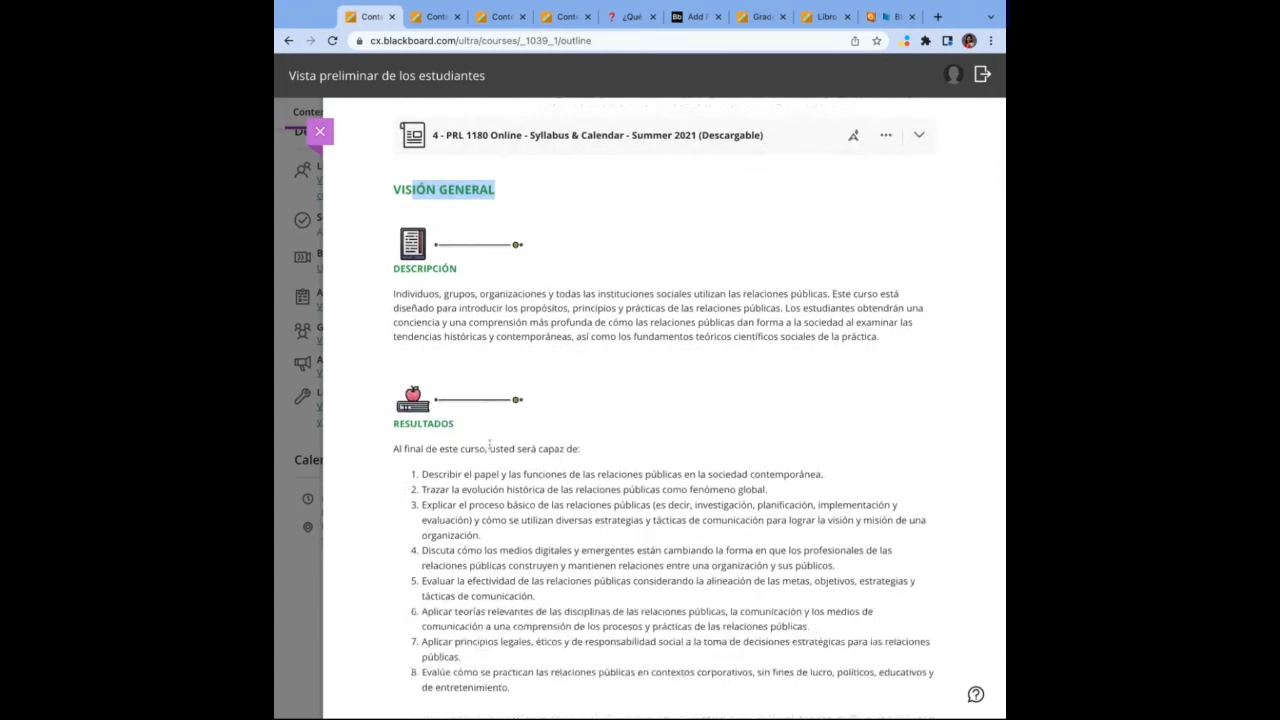 Conte
Conte
Conte
Conte
¿Qué
Bb Add F
Grad
Libro
cx.blackboard.com/ultra/courses/_1039_1/outline
Vista preliminar de los estudiantes
Conter
4 - PRL 1180 Online - Syllabus & Calendar - Summer 2021 (Descargable)
VISIÓN GENERAL
DESCRIPCIÓN
Individuos, grupos, organizaciones y todas las instituciones sociales utilizan las relaciones públicas. Este curso está
diseñado para introducir los propósitos, principios y prácticas de las relaciones públicas. Los estudiantes obtendrán una
conciencia y una comprensión más profunda de cómo las relaciones públicas dan forma a la sociedad al examinar las
tendencias históricas y contemporáneas, así como los fundamentos teóricos científicos sociales de la práctica.
RESULTADOS
Al final de este curso, usted será capaz de:
1. Describir el papel y las funciones de las relaciones públicas en la sociedad contemporánea.
2. Trazar la evolución histórica de las relaciones públicas como fenómeno global.
3. Explicar el proceso básico de las relaciones públicas (es decir, investigación, planificación, implementación y
evaluación) y cómo se utilizan diversas estrategias y tácticas de comunicación para lograr la visión y misión de una
organización.
4. Discuta cómo los medios digitales y emergentes están cambiando la forma en que los profesionales de las
relaciones públicas construyen y mantienen relaciones entre una organización y sus públicos.
5. Evaluar la efectividad de las relaciones públicas considerando la alineación de las metas, objetivos, estrategias y
tácticas de comunicación.
6. Aplicar teorías relevantes de las disciplinas de las relaciones públicas, la comunicación y los medios de
comunicación a una comprensión de los procesos y prácticas de las relaciones públicas.
7. Aplicar principios legales, éticos y de responsabilidad social a la toma de decisiones estratégicas para las relaciones
públicas.
8. Evalúe cómo se practican las relaciones públicas en contextos corporativos, sin fines de lucro, políticos, educativos y
de entretenimiento.
Caler